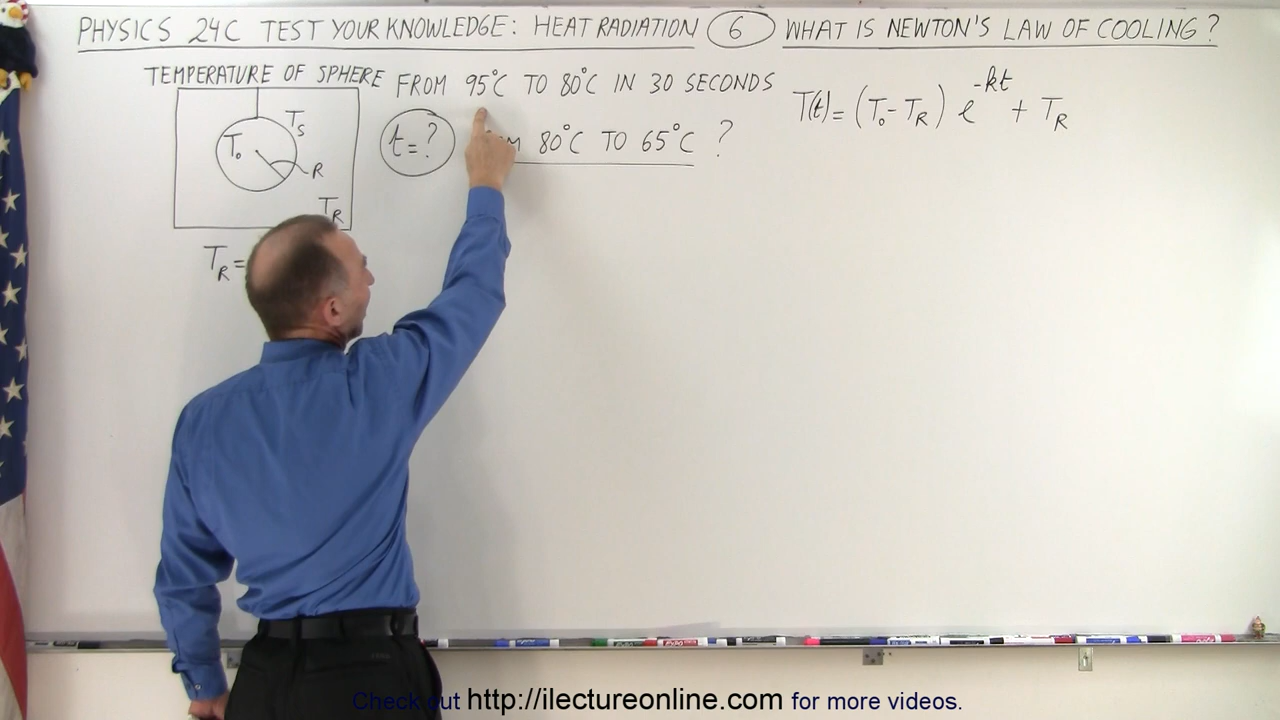 PHYSICS 24C TEST YOUR KNOWLEDGE: HEAT RADIATION 6 WHAT IS NEWTON'S LAW OF COOLING?
TEMPERATURE OF SPHERE FROM 95°C TO 80°C IN 30 SECONDS
T(t) = (T₀ - T_R) e^{-kt} + T_R
t = ? 80°C TO 65°C ?
T₀ T_S
R
T_R
T_R =
Check out http://ilectureonline.com for more videos.